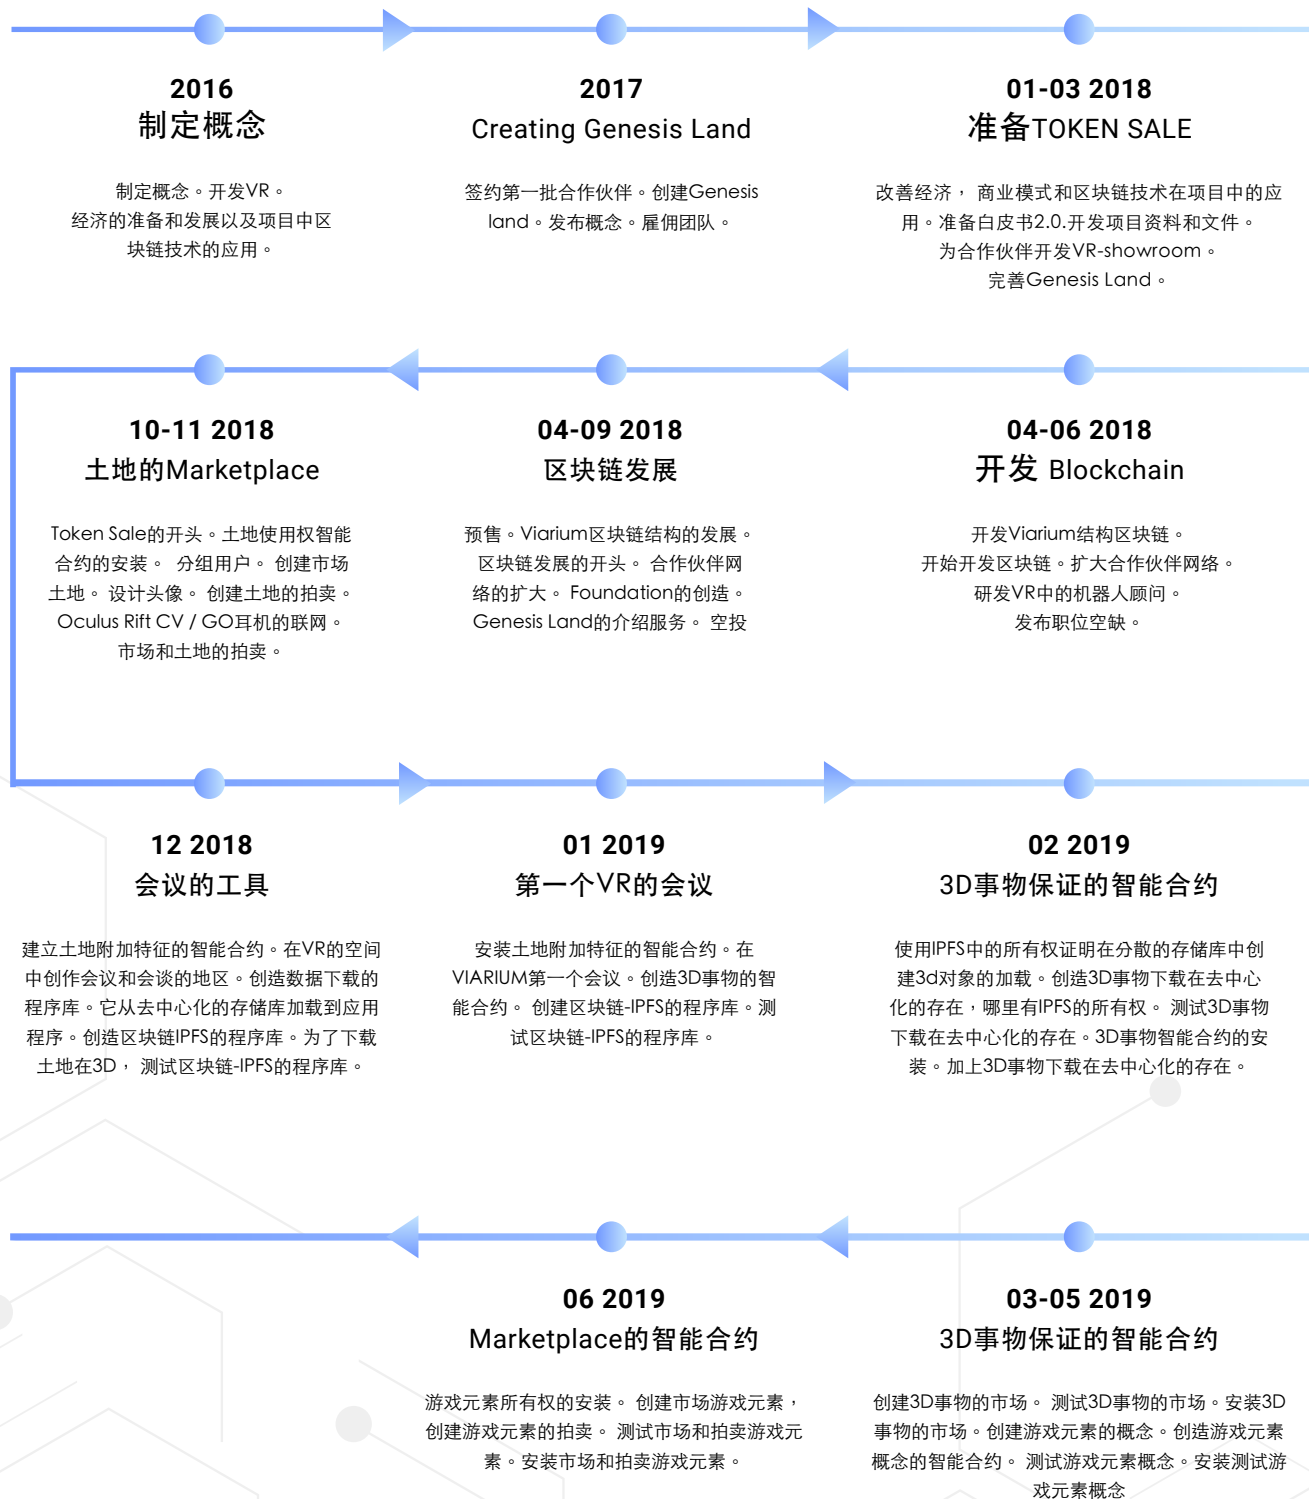 2016
制定概念
制定概念。开发VR。
经济的准备和发展以及项目中区
块链技术的应用。
2017
Creating Genesis Land
签约第一批合作伙伴。创建Genesis
land。发布概念。雇佣团队。
01-03 2018
准备TOKEN SALE
改善经济， 商业模式和区块链技术在项目中的应
用。准备白皮书2.0.开发项目资料和文件。
为合作伙伴开发VR-showroom。
完善Genesis Land。
10-11 2018
土地的Marketplace
Token Sale的开头。土地使用权智能
合约的安装。 分组用户。 创建市场
土地。 设计头像。 创建土地的拍卖。
Oculus Rift CV / GO耳机的联网。
市场和土地的拍卖。
04-09 2018
区块链发展
预售。Viarium区块链结构的发展。
区块链发展的开头。 合作伙伴网
络的扩大。 Foundation的创造。
Genesis Land的介绍服务。 空投
04-06 2018
开发 Blockchain
开发Viarium结构区块链。
开始开发区块链。扩大合作伙伴网络。
研发VR中的机器人顾问。
发布职位空缺。
12 2018
会议的工具
建立土地附加特征的智能合约。在VR的空间
中创作会议和会谈的地区。创造数据下载的
程序库。它从去中心化的存储库加载到应用
程序。创造区块链IPFS的程序库。为了下载
土地在3D， 测试区块链-IPFS的程序库。
01 2019
第一个VR的会议
安装土地附加特征的智能合约。在
VIARIUM第一个会议。创造3D事物的智
能合约。 创建区块链-IPFS的程序库。测
试区块链-IPFS的程序库。
02 2019
3D事物保证的智能合约
使用IPFS中的所有权证明在分散的存储库中创
建3d对象的加载。创造3D事物下载在去中心
化的存在，哪里有IPFS的所有权。 测试3D事物
下载在去中心化的存在。3D事物智能合约的安
装。加上3D事物下载在去中心化的存在。
06 2019
Marketplace的智能合约
游戏元素所有权的安装。 创建市场游戏元素，
创建游戏元素的拍卖。 测试市场和拍卖游戏元
素。安装市场和拍卖游戏元素。
03-05 2019
3D事物保证的智能合约
创建3D事物的市场。 测试3D事物的市场。安装3D
事物的市场。创建游戏元素的概念。创造游戏元素
概念的智能合约。 测试游戏元素概念。安装测试游
戏元素概念